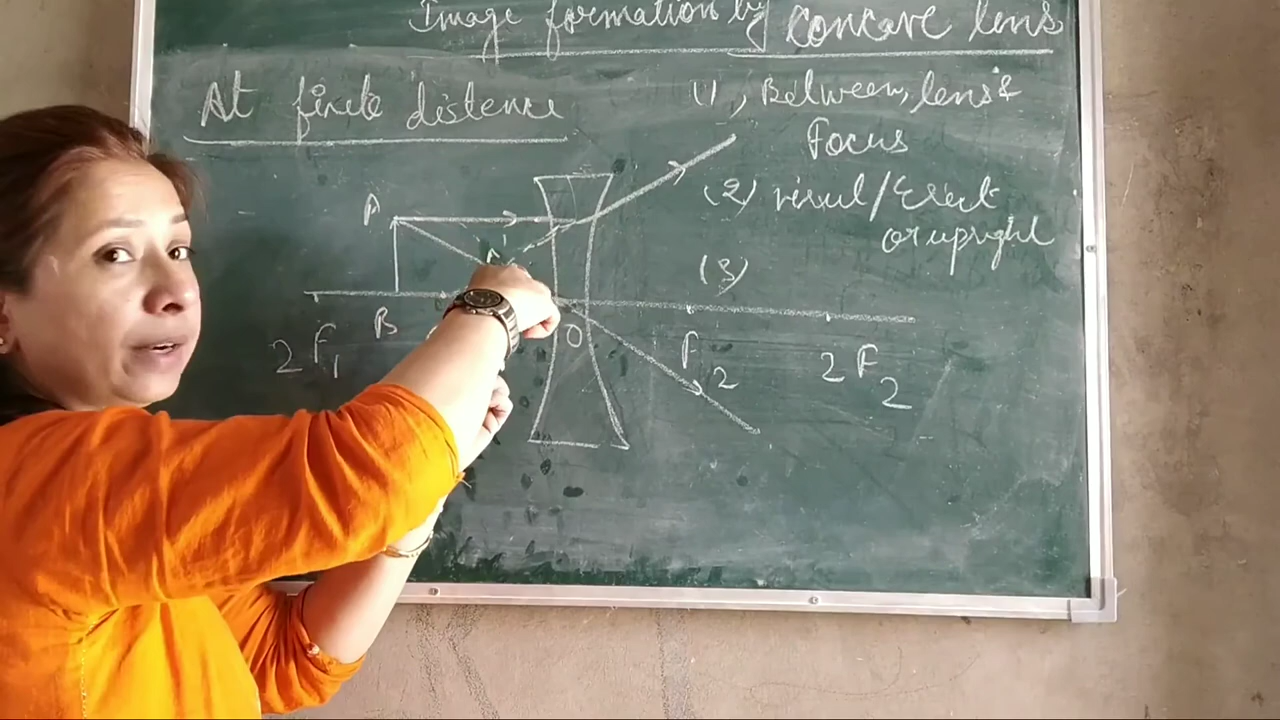 Image formation by concave lens
At finite distance
(1) Between lens &
Focus
(2) virtual/Erect
or upright
(3)
A
A'
B
O
2F1
F2
2F2